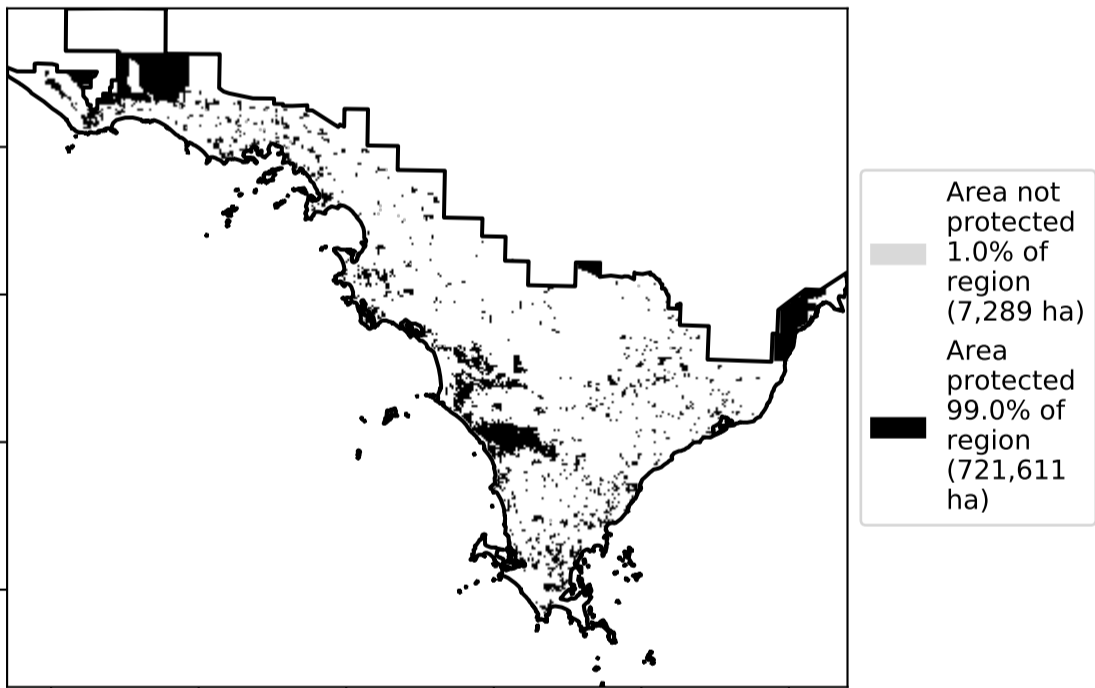 Area not
protected
1.0% of
region
(7,289 ha)
Area
protected
99.0% of
region
(721,611
ha)